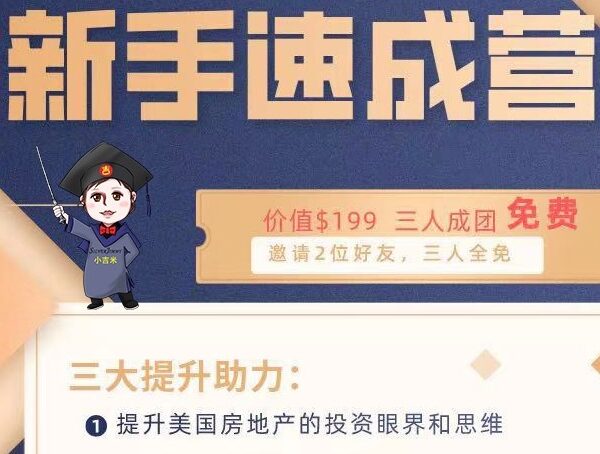 新手速成营
价值$199 三人成团 免费
邀请2位好友，三人全免
小吉米
三大提升助力：
1 提升美国房地产的投资眼界和思维